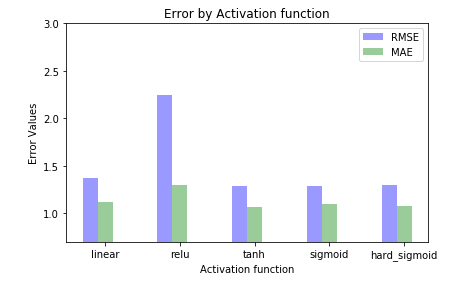 Error by Activation function
3.0
2.5
2.0
1.5
1.0
Error Values
RMSE
MAE
linear
relu
tanh
sigmoid
hard_sigmoid
Activation function